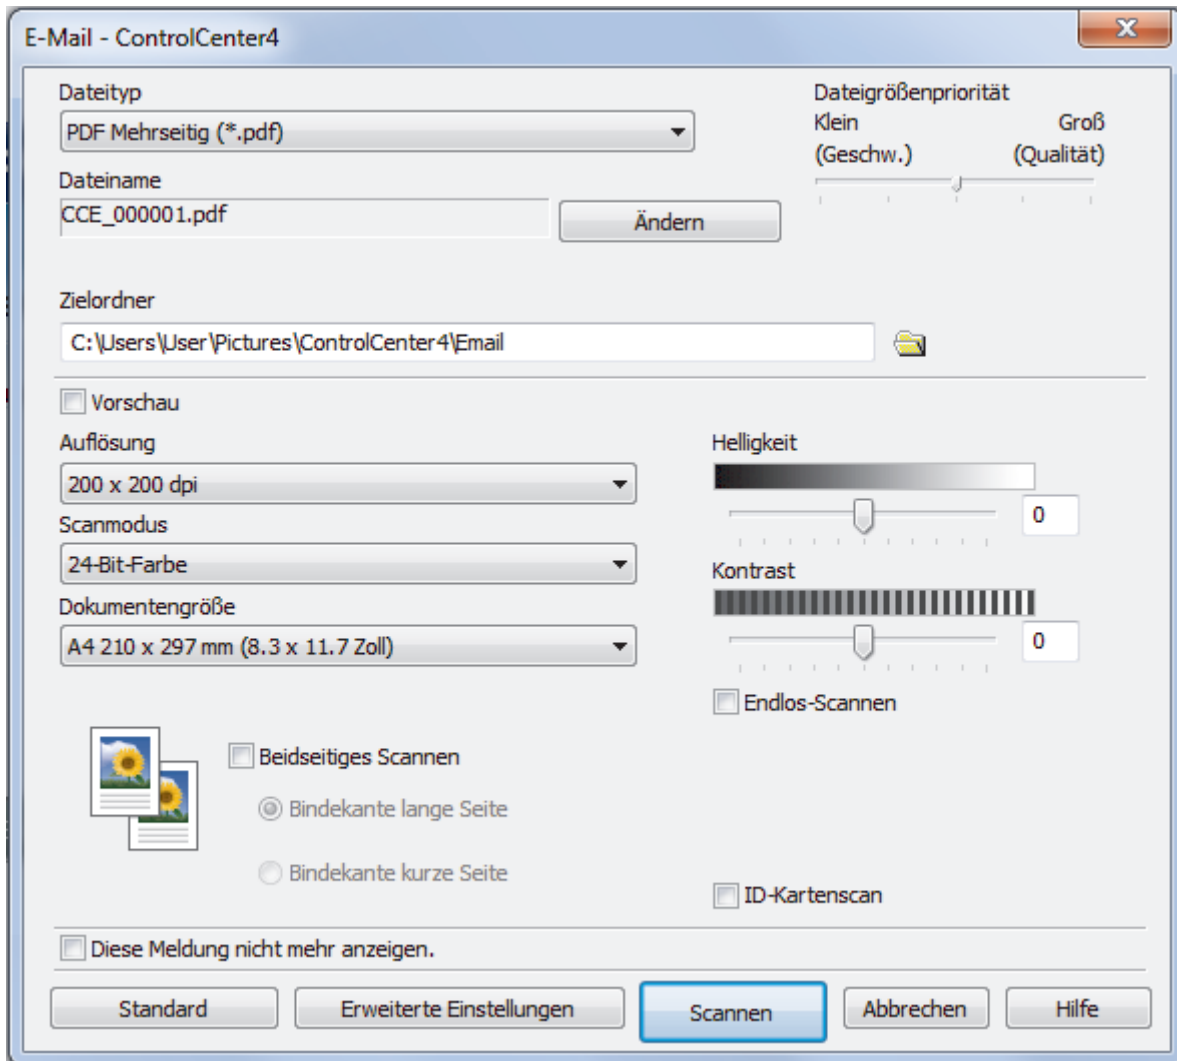 E-Mail - ControlCenter4
Dateityp
PDF Mehrseitig (*.pdf)
Dateigrößenpriorität
Klein Groß
(Geschw.) (Qualität)
Dateiname
CCE_000001.pdf
Ändern
Zielordner
C:\Users\User\Pictures\ControlCenter4\Email
Vorschau
Auflösung
200 x 200 dpi
Scanmodus
24-Bit-Farbe
Dokumentengröße
A4 210 x 297 mm (8.3 x 11.7 Zoll)
Helligkeit
0
Kontrast
0
Endlos-Scannen
Beidseitiges Scannen
Bindekante lange Seite
Bindekante kurze Seite
ID-Kartenscan
Diese Meldung nicht mehr anzeigen.
Standard Erweiterte Einstellungen Scannen Abbrechen Hilfe